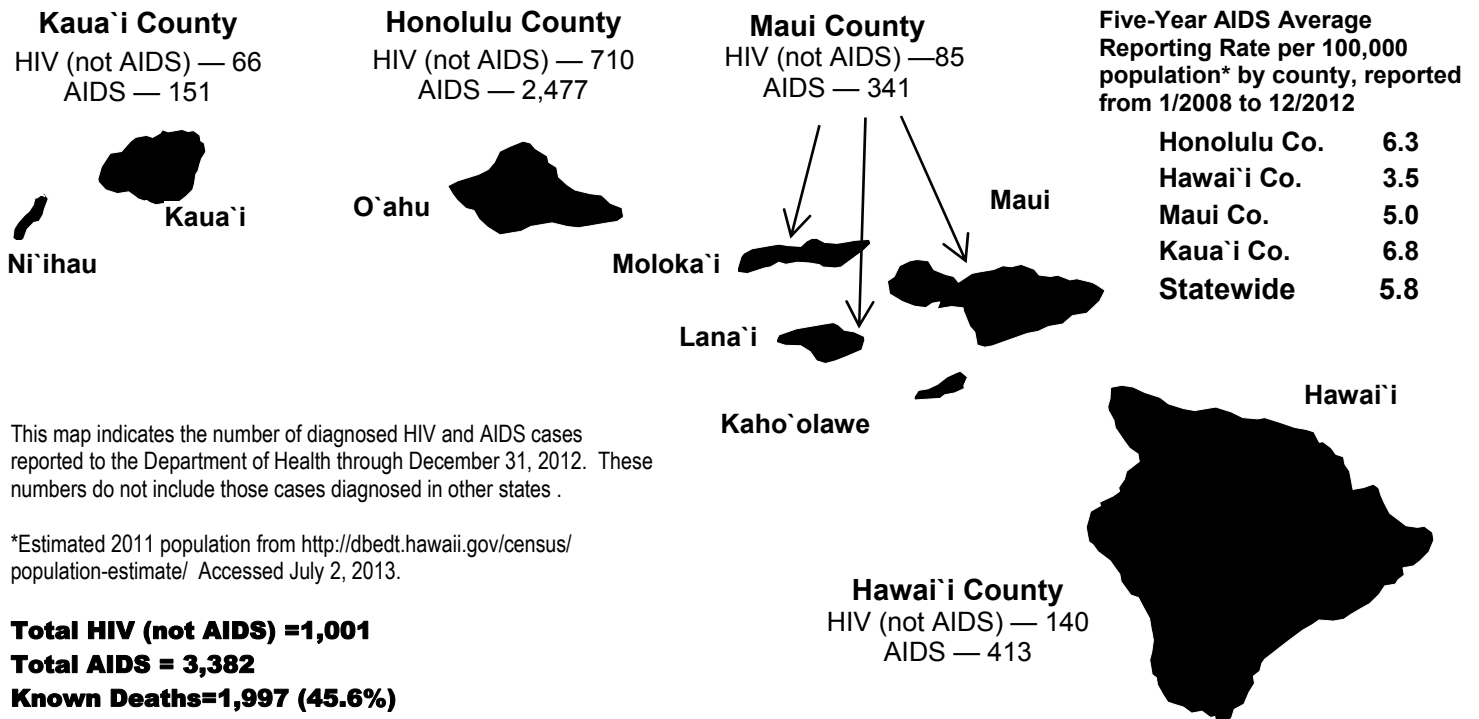 Kaua`i County
HIV (not AIDS) — 66
AIDS — 151
Honolulu County
HIV (not AIDS) — 710
AIDS — 2,477
Maui County
HIV (not AIDS) —85
AIDS — 341
Five-Year AIDS Average
Reporting Rate per 100,000
population* by county, reported
from 1/2008 to 12/2012
Honolulu Co. 6.3
Hawai`i Co. 3.5
Maui Co. 5.0
Kaua`i Co. 6.8
Statewide 5.8
Kaua`i
Ni`ihau
O`ahu
Maui
Moloka`i
Lana`i
Kaho`olawe
Hawai`i
This map indicates the number of diagnosed HIV and AIDS cases
reported to the Department of Health through December 31, 2012. These
numbers do not include those cases diagnosed in other states .
*Estimated 2011 population from http://dbedt.hawaii.gov/census/
population-estimate/ Accessed July 2, 2013.
Total HIV (not AIDS) =1,001
Total AIDS = 3,382
Known Deaths=1,997 (45.6%)
Hawai`i County
HIV (not AIDS) — 140
AIDS — 413